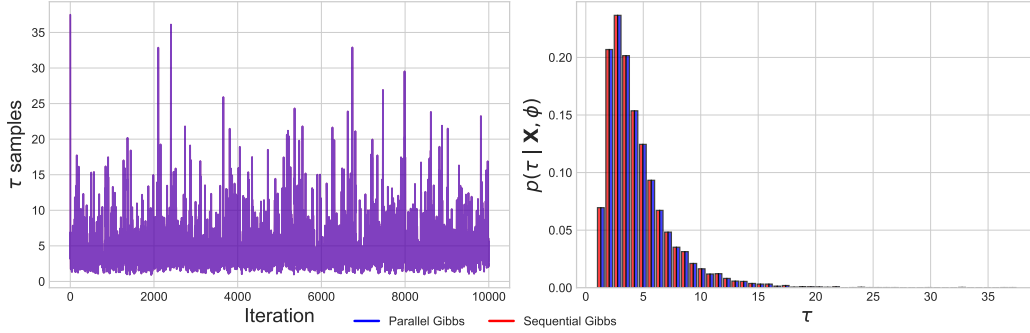 τ samples
35
30
25
20
15
10
5
0
0 2000 4000 6000 8000 10000
Iteration
p(τ | X, ϕ)
0.20
0.15
0.10
0.05
0.00
0 5 10 15 20 25 30 35
τ
Parallel Gibbs Sequential Gibbs